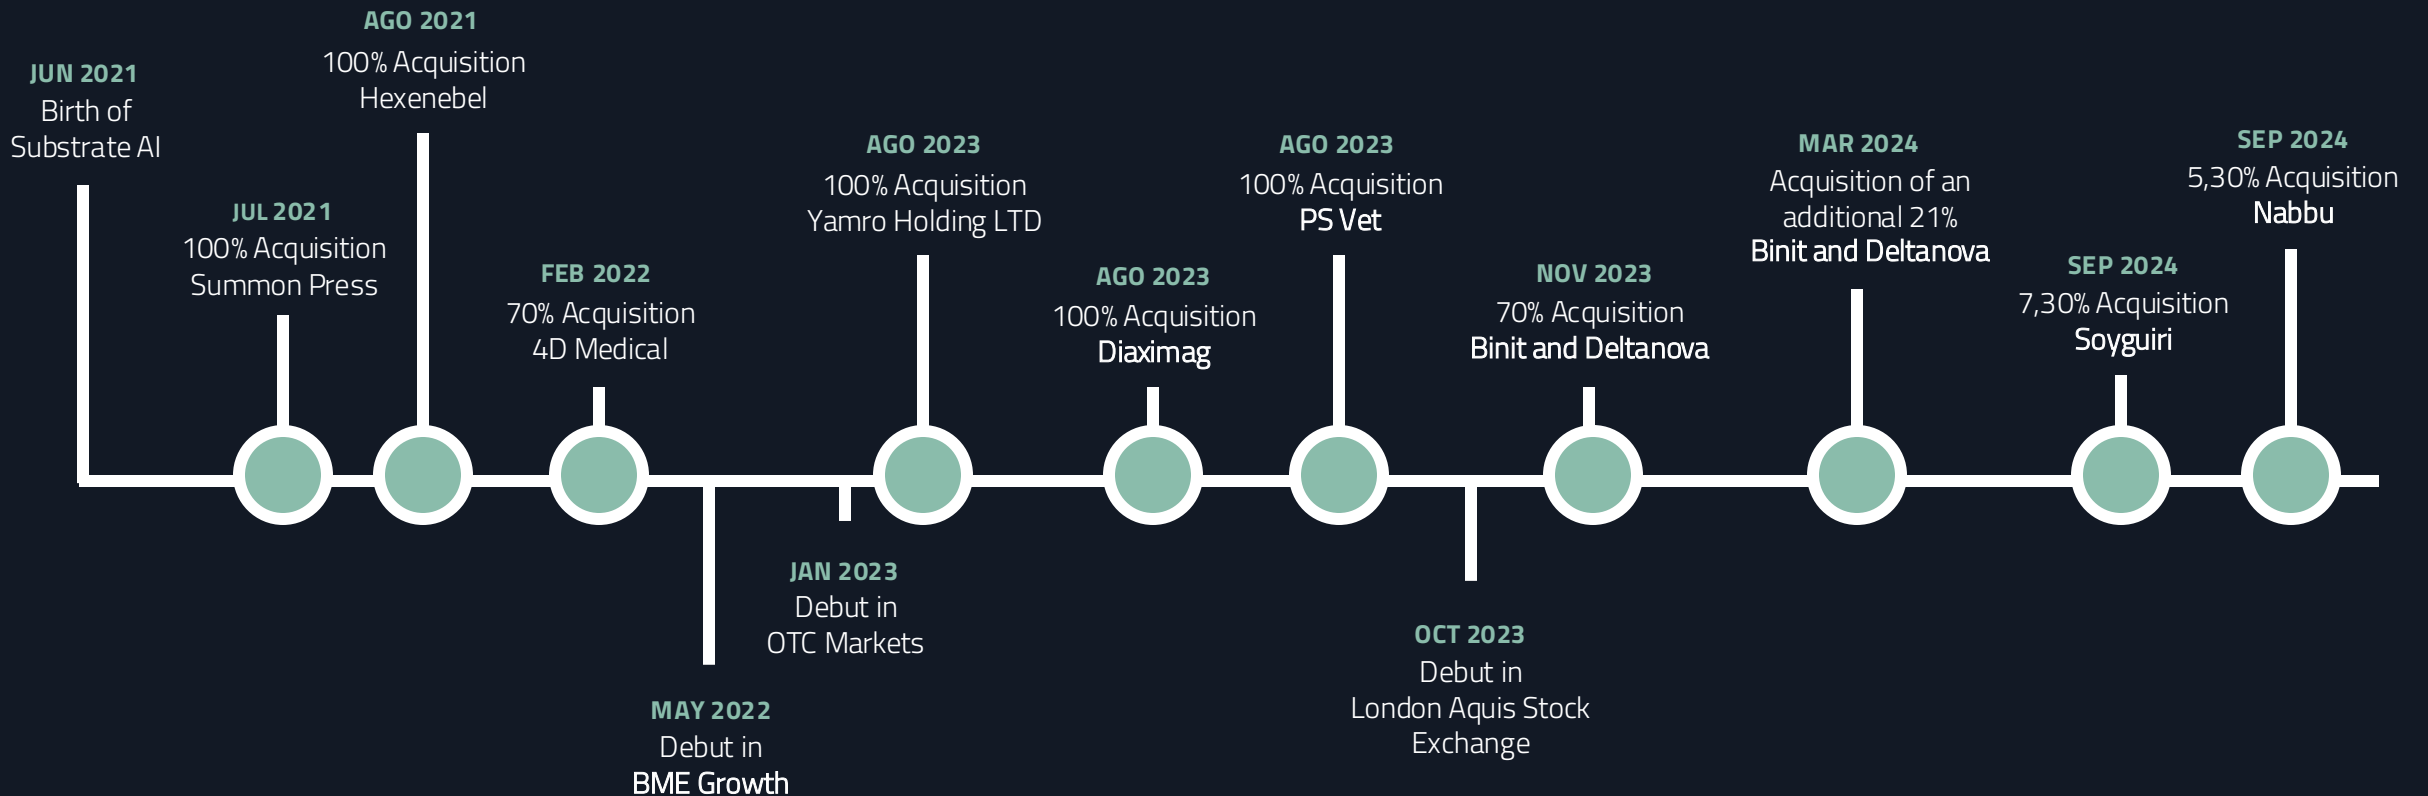 JUN 2021
Birth of
Substrate AI
JUL 2021
100% Acquisition
Summon Press
AGO 2021
100% Acquisition
Hexenebel
FEB 2022
70% Acquisition
4D Medical
MAY 2022
Debut in
BME Growth
JAN 2023
Debut in
OTC Markets
AGO 2023
100% Acquisition
Yamro Holding LTD
AGO 2023
100% Acquisition
Diaximag
AGO 2023
100% Acquisition
PS Vet
OCT 2023
Debut in
London Aquis Stock
Exchange
NOV 2023
70% Acquisition
Binit and Deltanova
MAR 2024
Acquisition of an
additional 21%
Binit and Deltanova
SEP 2024
7,30% Acquisition
Soyguiri
SEP 2024
5,30% Acquisition
Nabbu